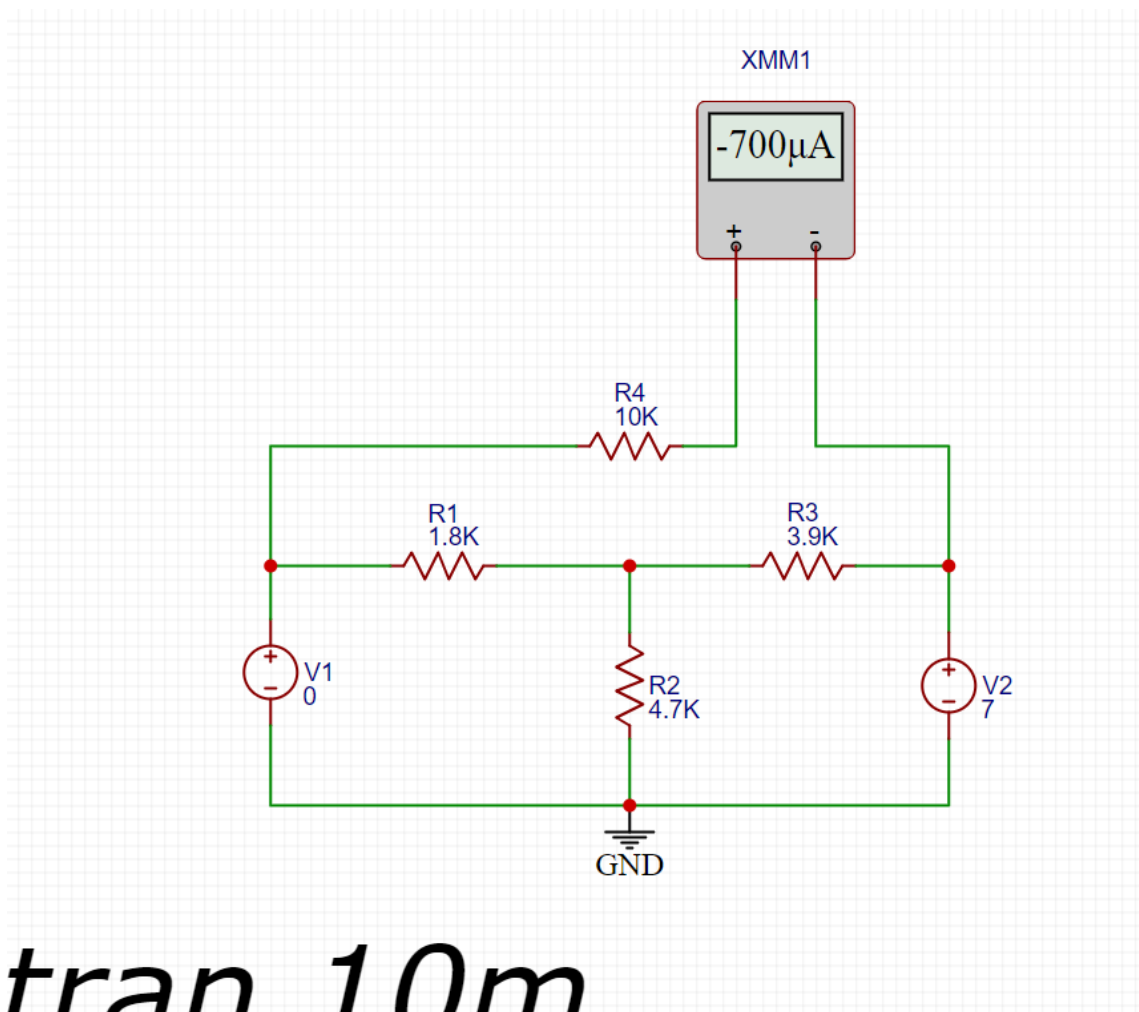 XMM1
-700µA
+ -
R4
10K
R1
1.8K
R3
3.9K
+
V1
0
-
R2
4.7K
+
V2
7
-
GND
tran 10m